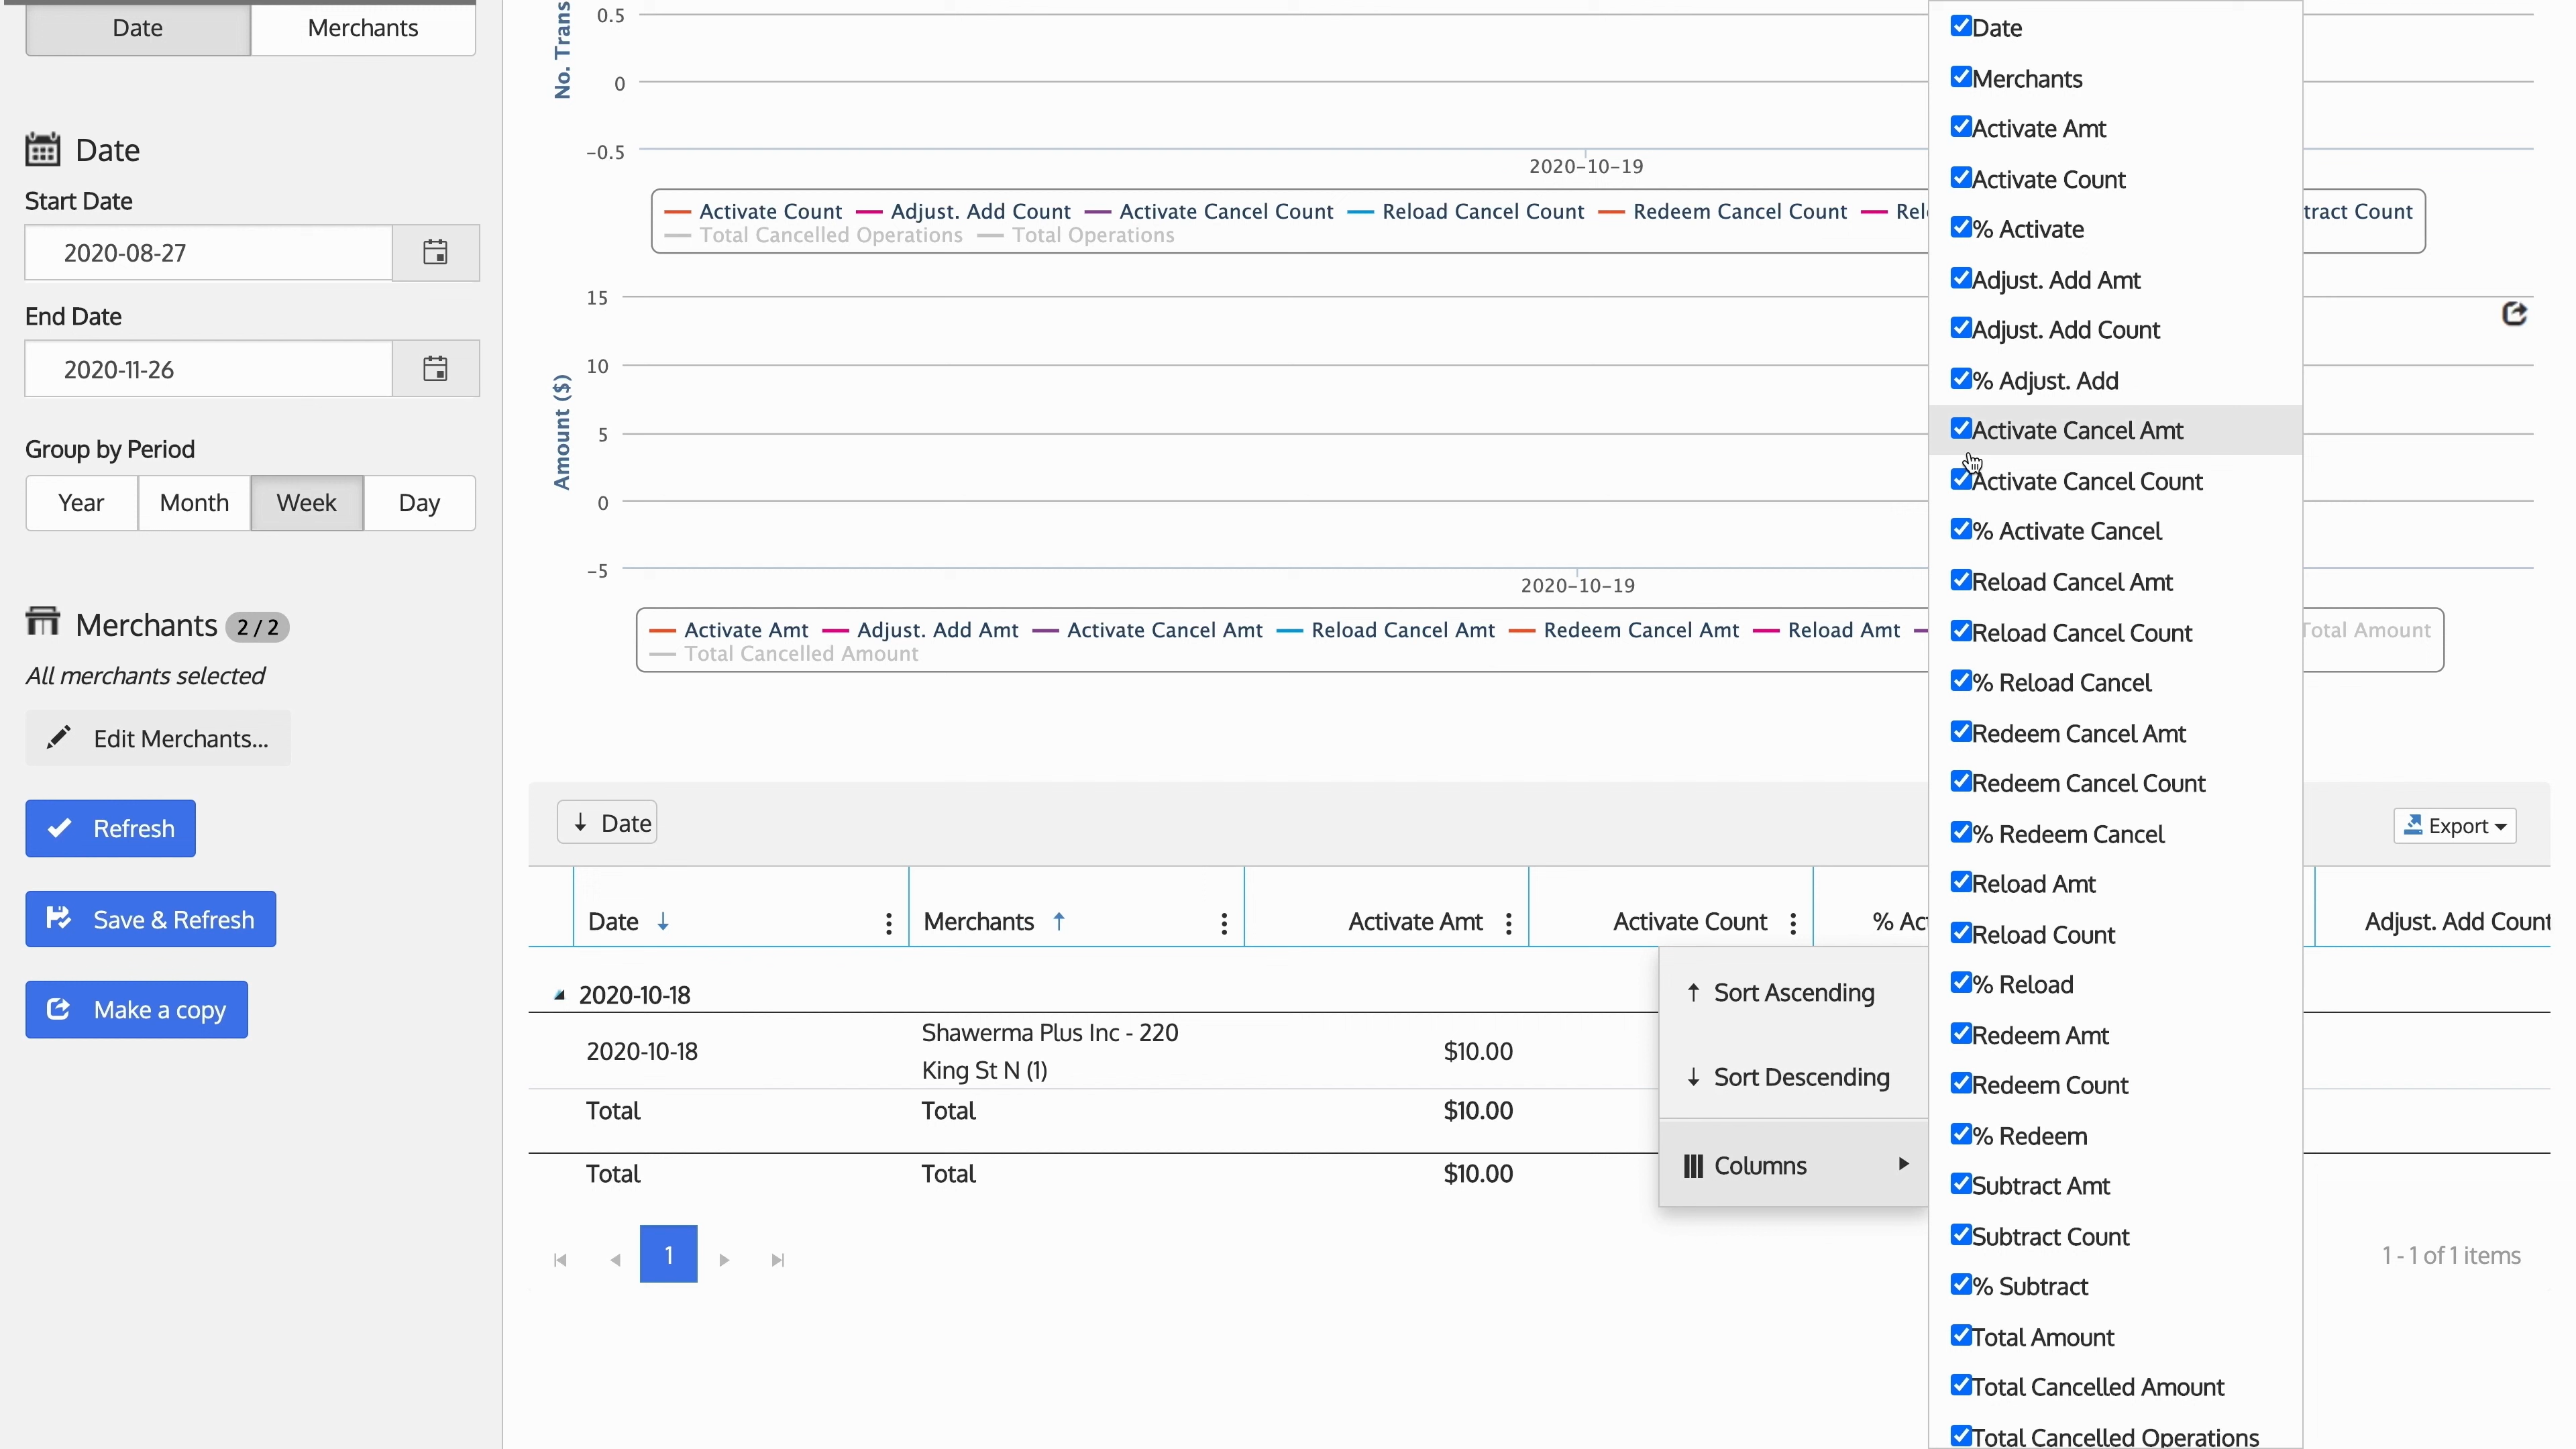 Date
Merchants
Date
Start Date
2020-08-27
End Date
2020-11-26
Group by Period
Year
Month
Week
Day
Merchants 2 / 2
All merchants selected
Edit Merchants...
Refresh
Save & Refresh
Make a copy
No. Trans
0.5
0
-0.5
2020-10-19
Activate Count Adjust. Add Count Activate Cancel Count Reload Cancel Count Redeem Cancel Count Rel tract Count
Total Cancelled Operations Total Operations
Amount ($)
15
10
5
0
-5
2020-10-19
Activate Amt Adjust. Add Amt Activate Cancel Amt Reload Cancel Amt Redeem Cancel Amt Reload Amt Total Amount
Total Cancelled Amount
↓ Date
Export
Date ↓ Merchants ↑ Activate Amt Activate Count % Act Adjust. Add Count
2020-10-18
2020-10-18
Shawerma Plus Inc - 220
King St N (1)
$10.00
Total Total $10.00
Total Total $10.00
1
1 - 1 of 1 items
↑ Sort Ascending
↓ Sort Descending
Columns
Date
Merchants
Activate Amt
Activate Count
% Activate
Adjust. Add Amt
Adjust. Add Count
% Adjust. Add
Activate Cancel Amt
Activate Cancel Count
% Activate Cancel
Reload Cancel Amt
Reload Cancel Count
% Reload Cancel
Redeem Cancel Amt
Redeem Cancel Count
% Redeem Cancel
Reload Amt
Reload Count
% Reload
Redeem Amt
Redeem Count
% Redeem
Subtract Amt
Subtract Count
% Subtract
Total Amount
Total Cancelled Amount
Total Cancelled Operations